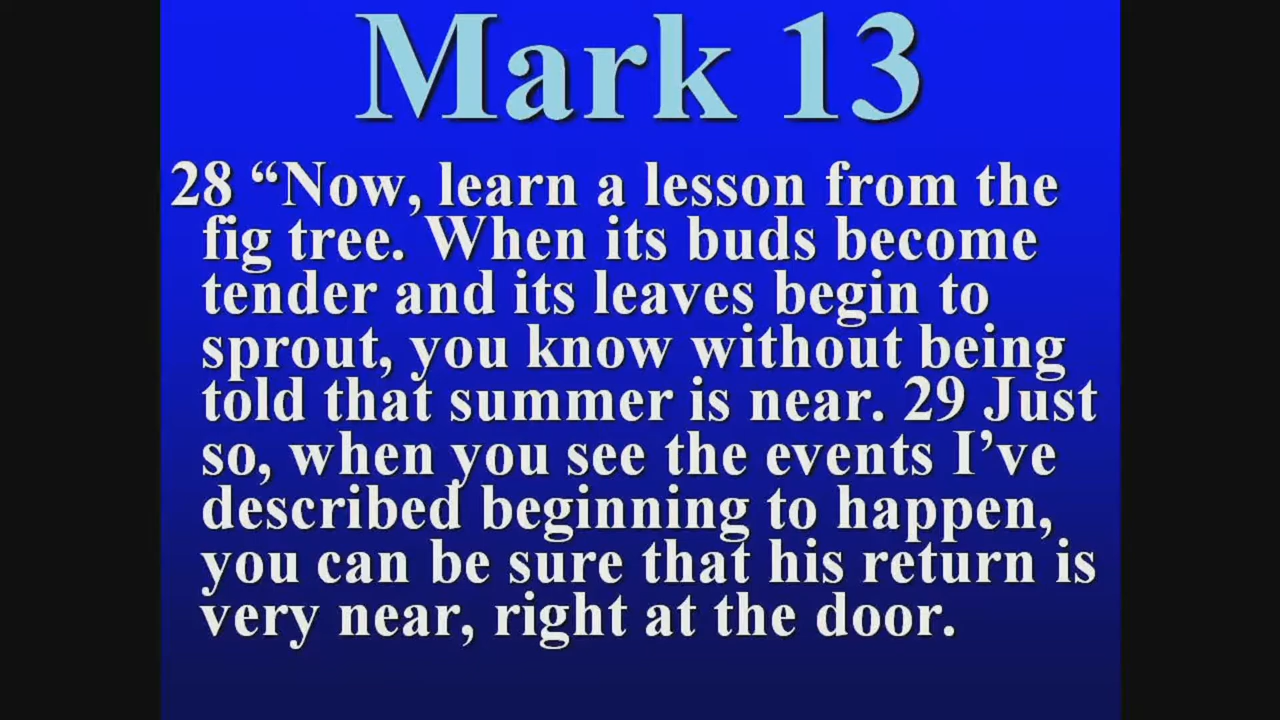 Mark 13
28 “Now, learn a lesson from the
fig tree. When its buds become
tender and its leaves begin to
sprout, you know without being
told that summer is near. 29 Just
so, when you see the events I’ve
described beginning to happen,
you can be sure that his return is
very near, right at the door.